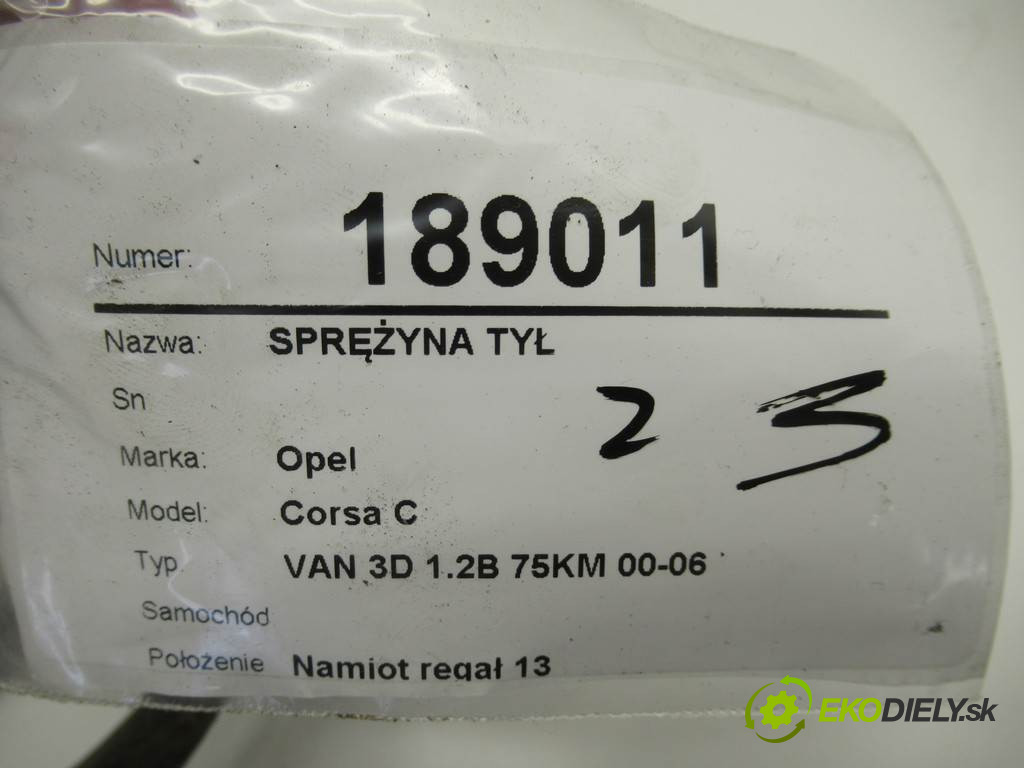 Numer: 189011
Nazwa: SPRĘŻYNA TYŁ
Sn
2 3
Marka: Opel
Model: Corsa C
Typ VAN 3D 1.2B 75KM 00-06
Samochód
Położenie Namiot regał 13
EKODIELY.sk